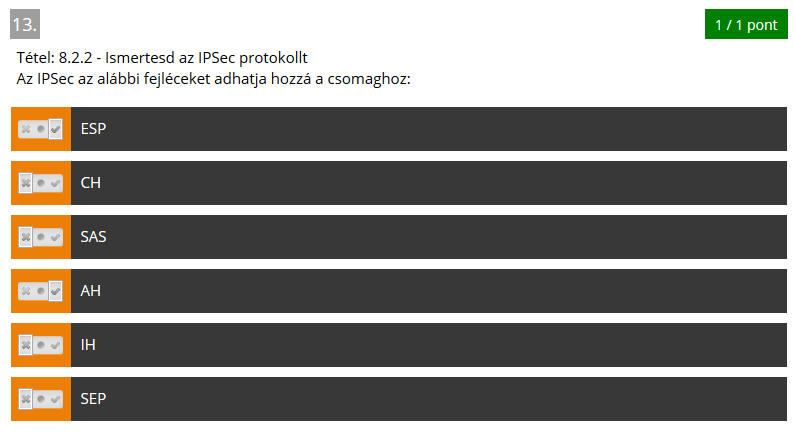 13.
1 / 1 pont
Tétel: 8.2.2 - Ismertesd az IPSec protokollt
Az IPSec az alábbi fejléceket adhatja hozzá a csomaghoz:
ESP
CH
SAS
AH
IH
SEP